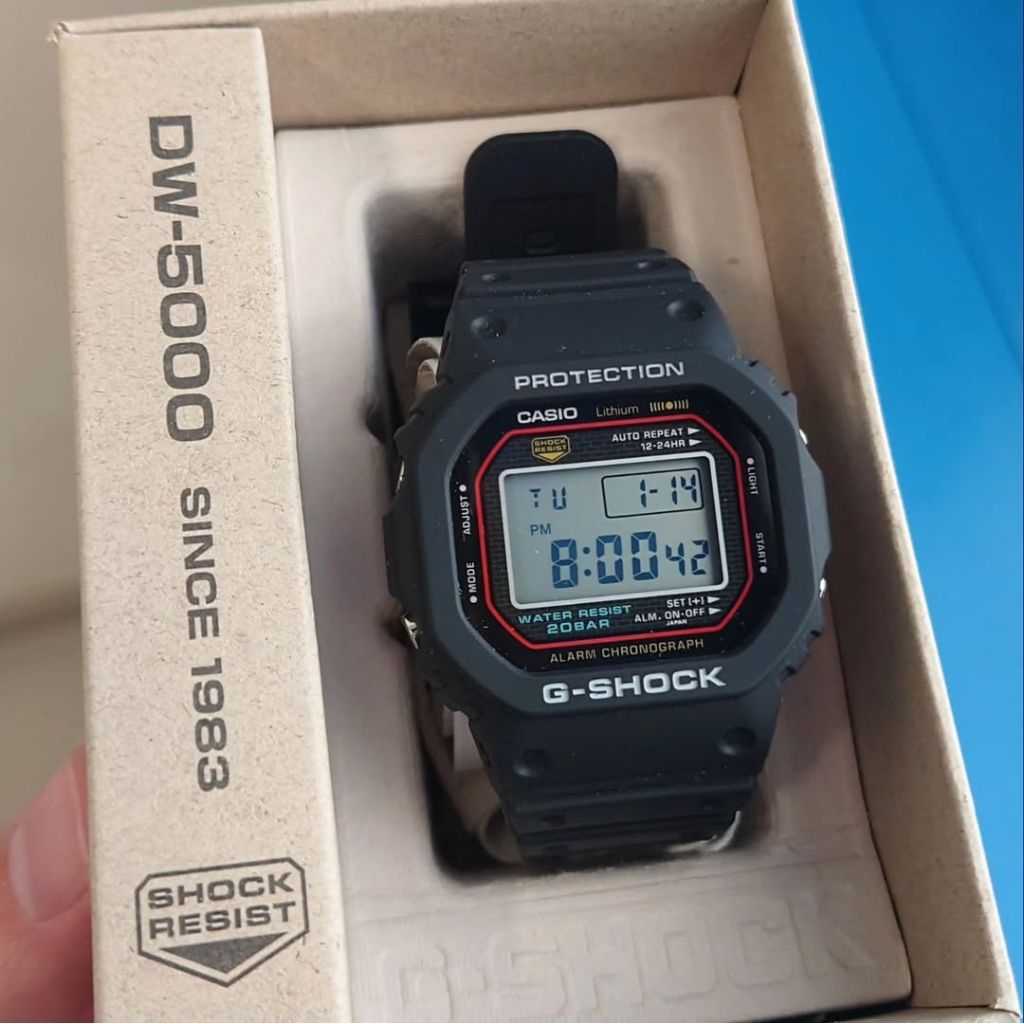 DW-5000 SINCE 1983
SHOCK
RESIST
PROTECTION
CASIO Lithium
SHOCK
RESIST
AUTO REPEAT
12·24HR
ADJUST
LIGHT
TU 1-14
PM
8:00 42
MODE
START
WATER RESIST
20BAR
SET [+]
ALM. ON·OFF
JAPAN
ALARM CHRONOGRAPH
G-SHOCK
G-SHOCK